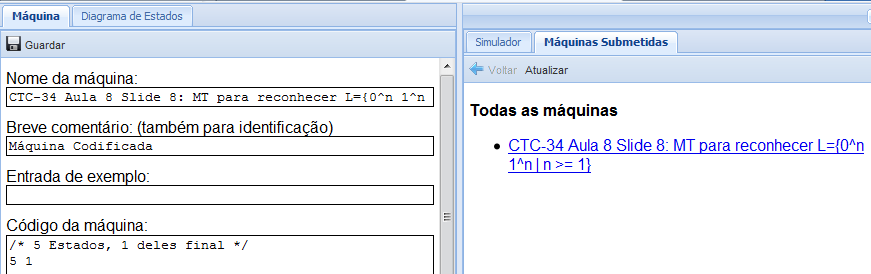 Máquina
Diagrama de Estados
Guardar
Nome da máquina:
CTC-34 Aula 8 Slide 8: MT para reconhecer L={0^n 1^n
Breve comentário: (também para identificação)
Máquina Codificada
Entrada de exemplo:
Código da máquina:
/* 5 Estados, 1 deles final */
5 1
Simulador
Máquinas Submetidas
Voltar Atualizar
Todas as máquinas
CTC-34 Aula 8 Slide 8: MT para reconhecer L={0^n
1^n | n >= 1}